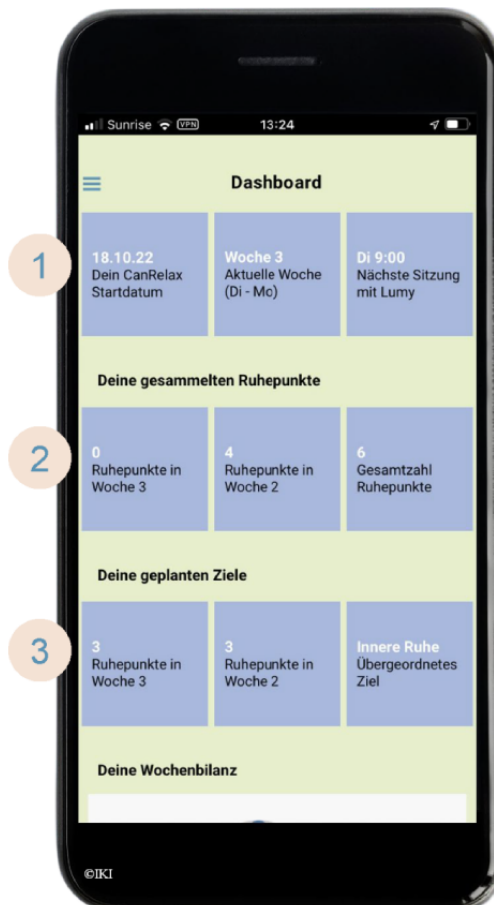 Sunrise VPN 13:24
Dashboard
1
18.10.22
Dein CanRelax
Startdatum
Woche 3
Aktuelle Woche
(Di - Mo)
Di 9:00
Nächste Sitzung
mit Lumy
Deine gesammelten Ruhepunkte
2
0
Ruhepunkte in
Woche 3
4
Ruhepunkte in
Woche 2
6
Gesamtzahl
Ruhepunkte
Deine geplanten Ziele
3
3
Ruhepunkte in
Woche 3
3
Ruhepunkte in
Woche 2
Innere Ruhe
Übergeordnetes
Ziel
Deine Wochenbilanz
©IKI